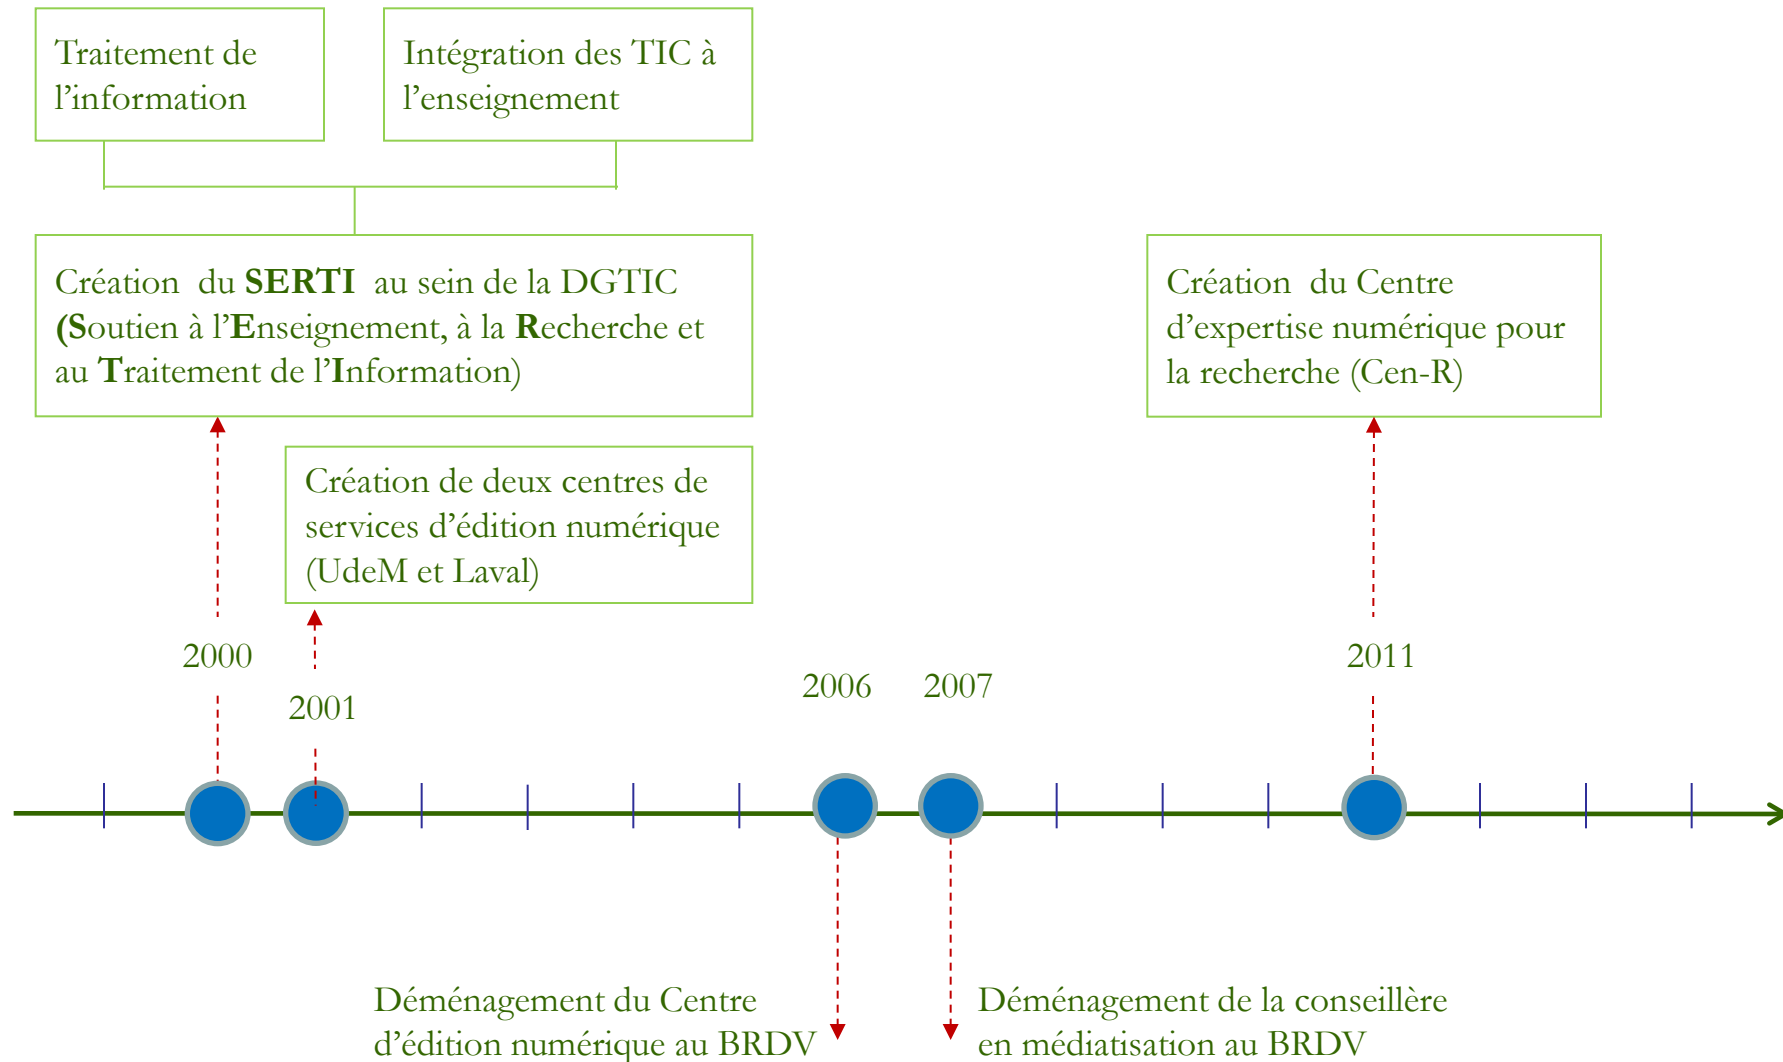 Traitement de
l’information
Intégration des TIC à
l’enseignement
Création du SERTI au sein de la DGTIC
(Soutien à l’Enseignement, à la Recherche et
au Traitement de l’Information)
Création du Centre
d’expertise numérique pour
la recherche (Cen-R)
Création de deux centres de
services d’édition numérique
(UdeM et Laval)
2000
2001
2006
2007
2011
Déménagement du Centre
d’édition numérique au BRDV
Déménagement de la conseillère
en médiatisation au BRDV